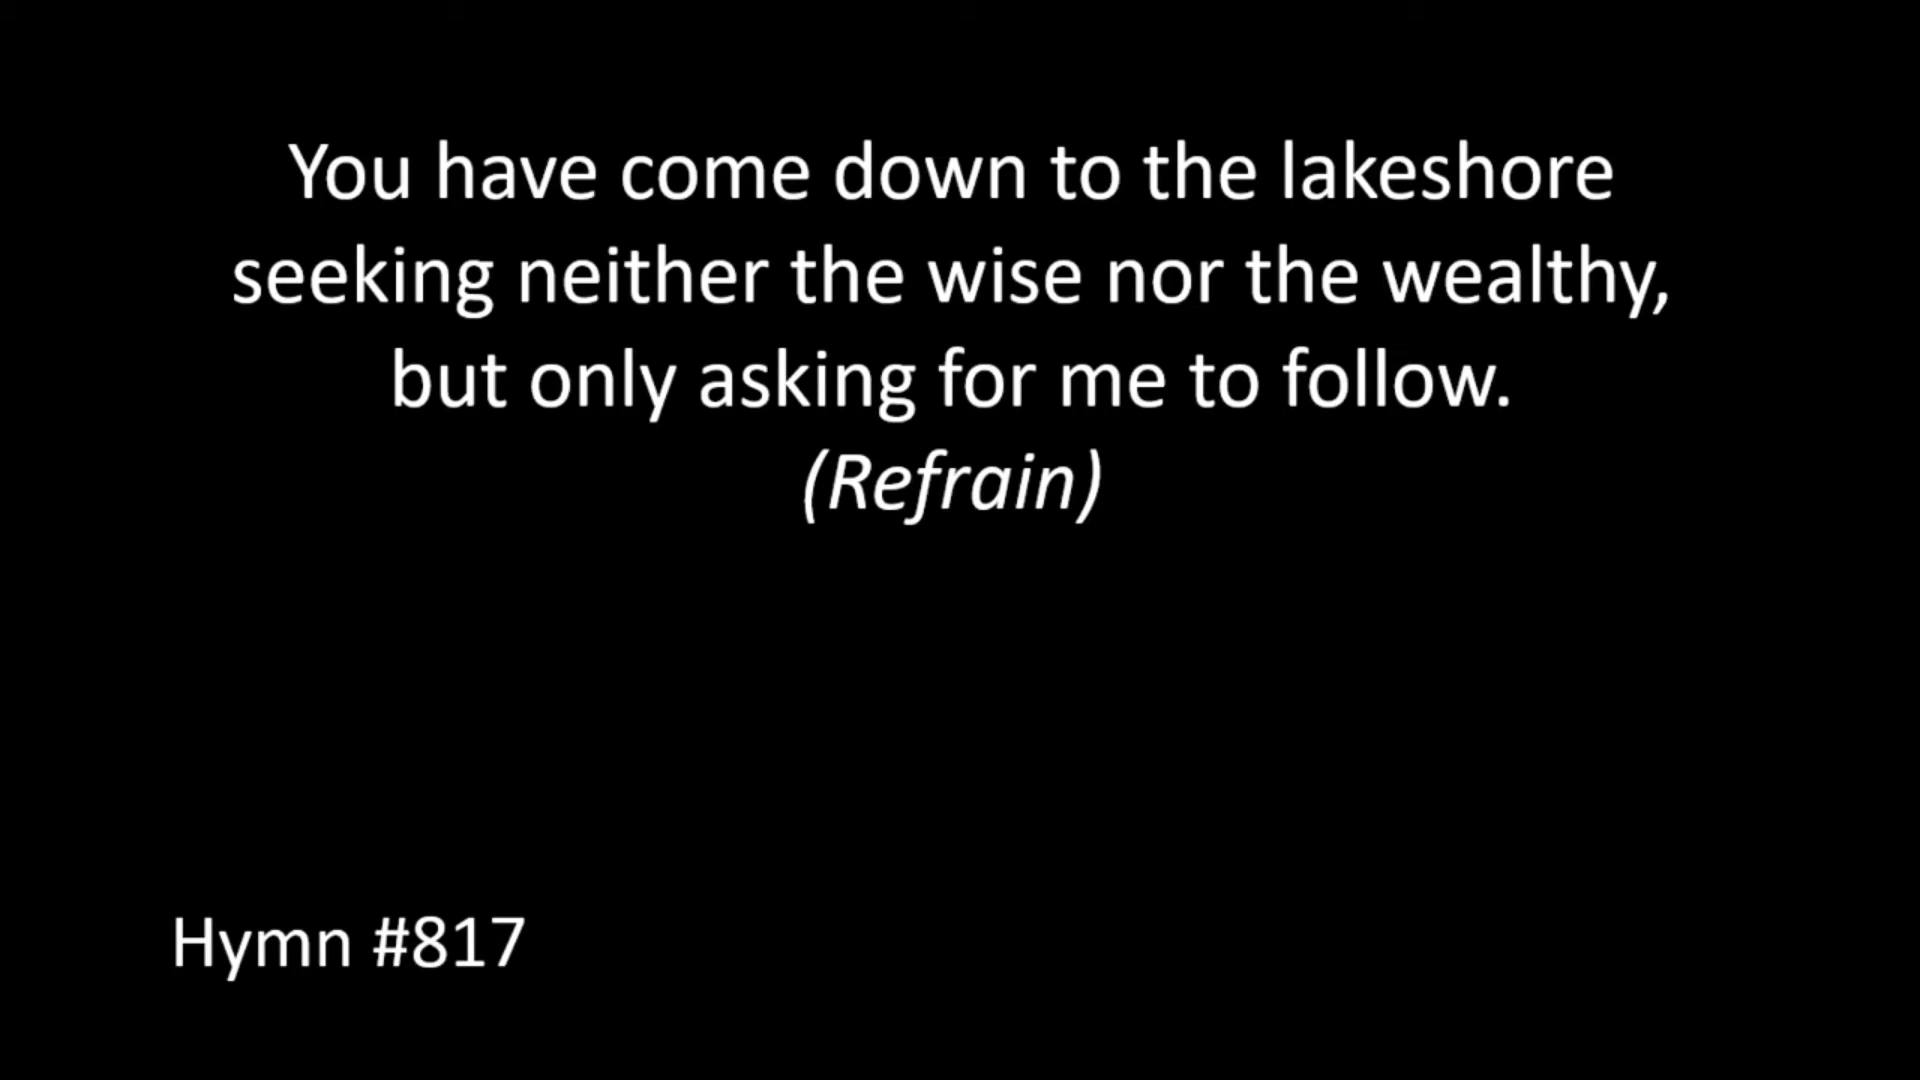 You have come down to the lakeshore
seeking neither the wise nor the wealthy,
but only asking for me to follow.
(Refrain)
Hymn #817